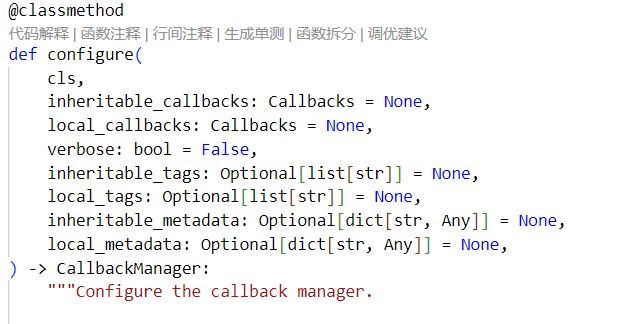 @classmethod
代码解释 | 函数注释 | 行间注释 | 生成单测 | 函数拆分 | 调优建议
def configure(
    cls,
    inheritable_callbacks: Callbacks = None,
    local_callbacks: Callbacks = None,
    verbose: bool = False,
    inheritable_tags: Optional[list[str]] = None,
    local_tags: Optional[list[str]] = None,
    inheritable_metadata: Optional[dict[str, Any]] = None,
    local_metadata: Optional[dict[str, Any]] = None,
) -> CallbackManager:
    """Configure the callback manager.